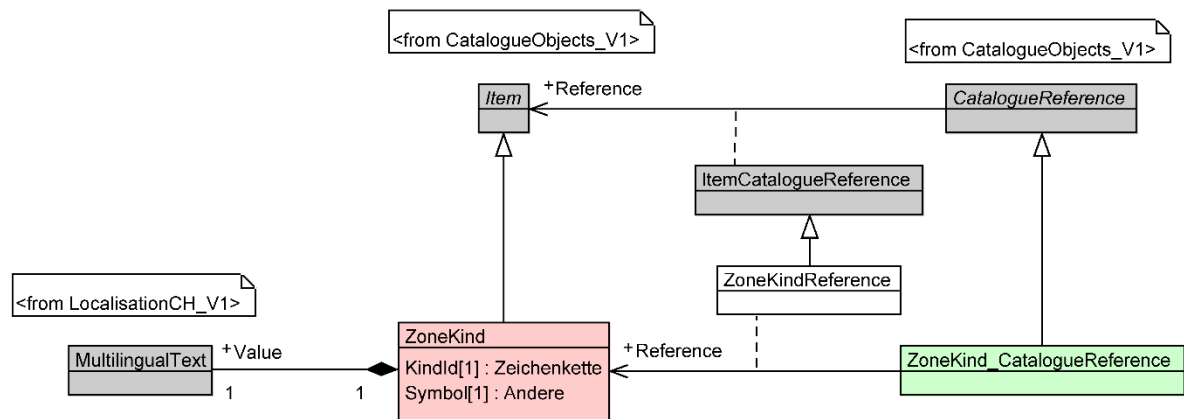 <from CatalogueObjects_V1>
<from CatalogueObjects_V1>
Item
+Reference
CatalogueReference
ItemCatalogueReference
ZoneKindReference
<from LocalisationCH_V1>
MultilingualText
+Value
1
1
ZoneKind
KindId[1] : Zeichenkette
Symbol[1] : Andere
+Reference
ZoneKind_CatalogueReference